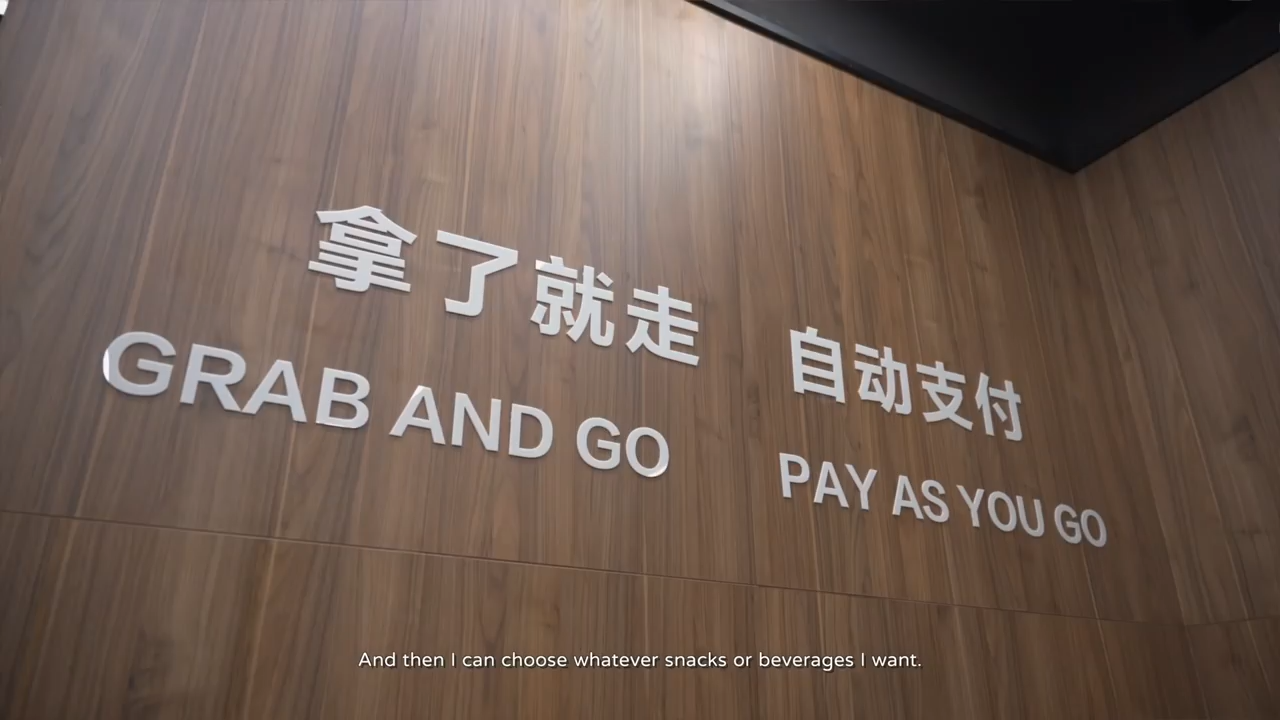 拿了就走 自动支付
GRAB AND GO PAY AS YOU GO
And then I can choose whatever snacks or beverages I want.